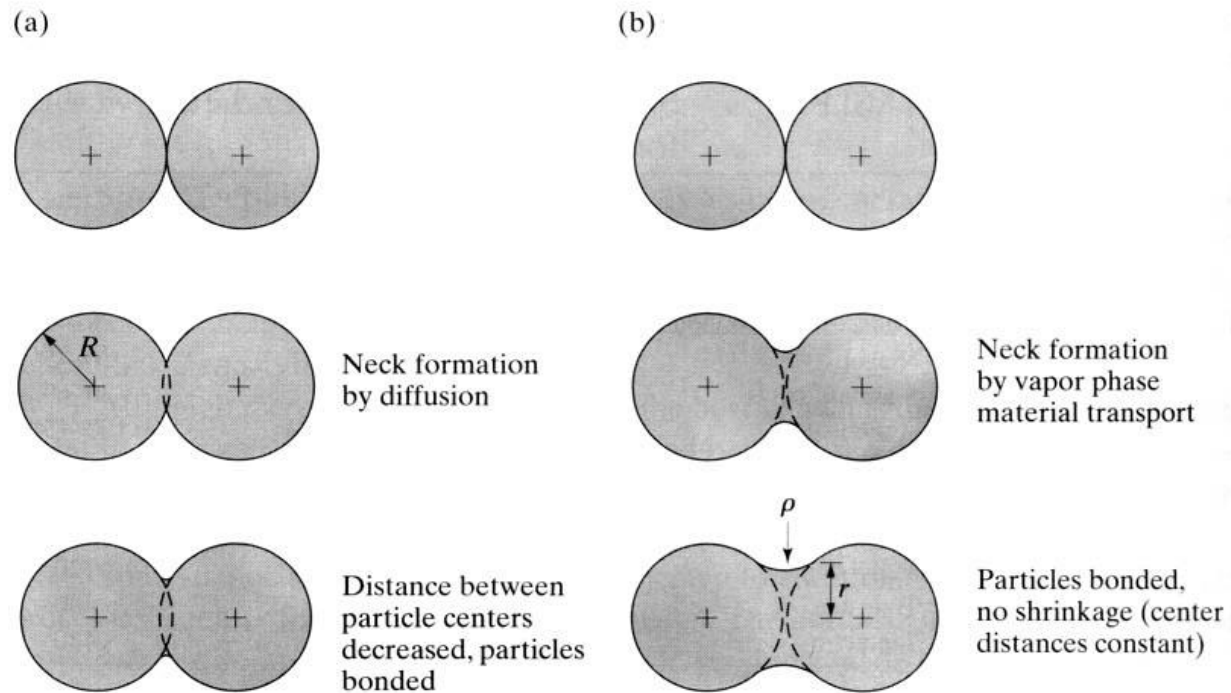 (a)
R
Neck formation
by diffusion
Distance between
particle centers
decreased, particles
bonded
(b)
Neck formation
by vapor phase
material transport
ρ
r
Particles bonded,
no shrinkage (center
distances constant)